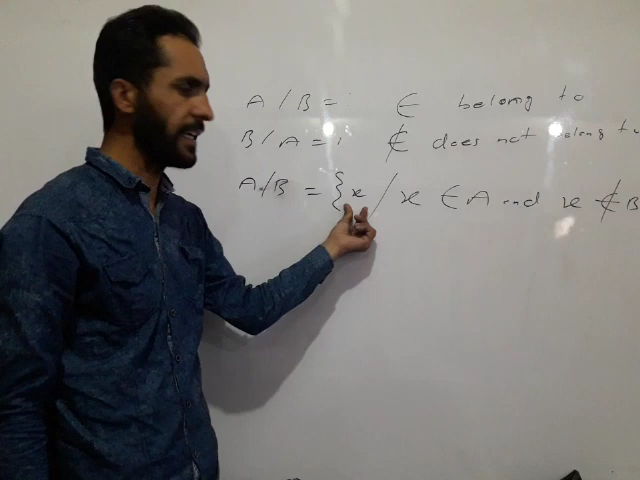 A / B = ∈ belong to
B / A = ∉ does not belong to
A / B = { x / x ∈ A and x ∉ B